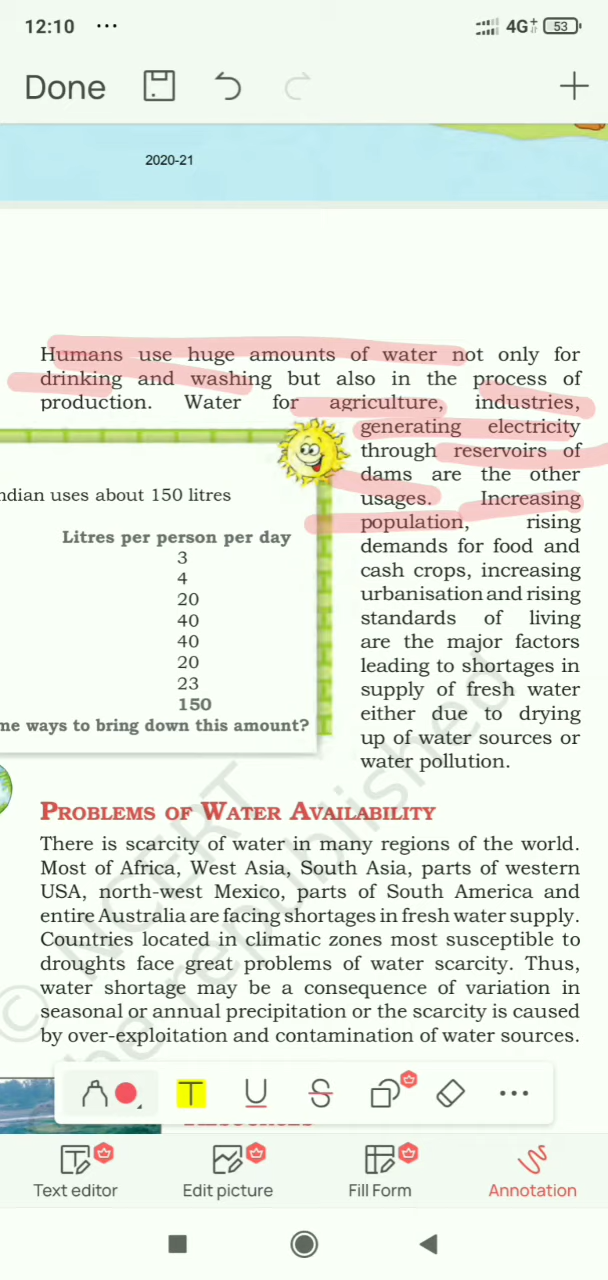 12:10 ... 4G+ 53
Done
2020-21
Humans use huge amounts of water not only for
drinking and washing but also in the process of
production. Water for agriculture, industries,
generating electricity
through reservoirs of
dams are the other
usages. Increasing
population, rising
demands for food and
cash crops, increasing
urbanisation and rising
standards of living
are the major factors
leading to shortages in
supply of fresh water
either due to drying
up of water sources or
water pollution.
ndian uses about 150 litres
Litres per person per day
3
4
20
40
40
20
23
150
me ways to bring down this amount?
PROBLEMS OF WATER AVAILABILITY
There is scarcity of water in many regions of the world.
Most of Africa, West Asia, South Asia, parts of western
USA, north-west Mexico, parts of South America and
entire Australia are facing shortages in fresh water supply.
Countries located in climatic zones most susceptible to
droughts face great problems of water scarcity. Thus,
water shortage may be a consequence of variation in
seasonal or annual precipitation or the scarcity is caused
by over-exploitation and contamination of water sources.
© NCERT
be republished
T U S ...
Text editor Edit picture Fill Form Annotation